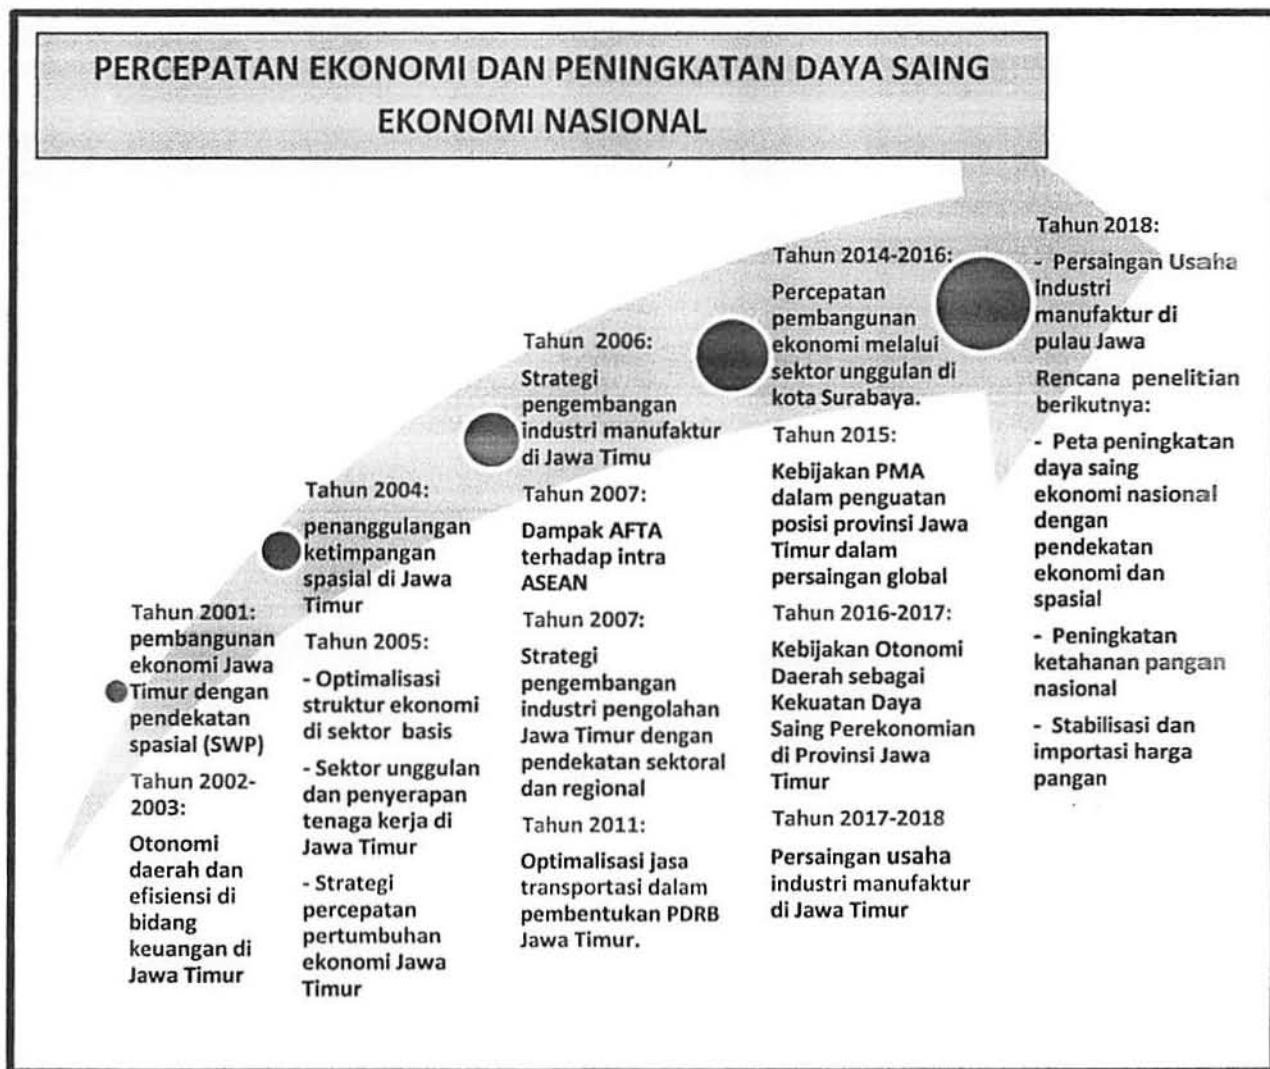 PERCEPATAN EKONOMI DAN PENINGKATAN DAYA SAING
EKONOMI NASIONAL
Tahun 2001:
pembangunan
ekonomi Jawa
Timur dengan
pendekatan
spasial (SWP)
Tahun 2002-
2003:
Otonomi
daerah dan
efisiensi di
bidang
keuangan di
Jawa Timur
Tahun 2004:
penanggulangan
ketimpangan
spasial di Jawa
Timur
Tahun 2005:
- Optimalisasi
struktur ekonomi
di sektor basis
- Sektor unggulan
dan penyerapan
tenaga kerja di
Jawa Timur
- Strategi
percepatan
pertumbuhan
ekonomi Jawa
Timur
Tahun 2006:
Strategi
pengembangan
industri manufaktur
di Jawa Timu
Tahun 2007:
Dampak AFTA
terhadap intra
ASEAN
Tahun 2007:
Strategi
pengembangan
industri pengolahan
Jawa Timur dengan
pendekatan sektoral
dan regional
Tahun 2011:
Optimalisasi jasa
transportasi dalam
pembentukan PDRB
Jawa Timur.
Tahun 2014-2016:
Percepatan
pembangunan
ekonomi melalui
sektor unggulan di
kota Surabaya.
Tahun 2015:
Kebijakan PMA
dalam penguatan
posisi provinsi Jawa
Timur dalam
persaingan global
Tahun 2016-2017:
Kebijakan Otonomi
Daerah sebagai
Kekuatan Daya
Saing Perekonomian
di Provinsi Jawa
Timur
Tahun 2017-2018
Persaingan usaha
industri manufaktur
di Jawa Timur
Tahun 2018:
- Persaingan Usaha
industri
manufaktur di
pulau Jawa
Rencana penelitian
berikutnya:
- Peta peningkatan
daya saing
ekonomi nasional
dengan
pendekatan
ekonomi dan
spasial
- Peningkatan
ketahanan pangan
nasional
- Stabilisasi dan
importasi harga
pangan